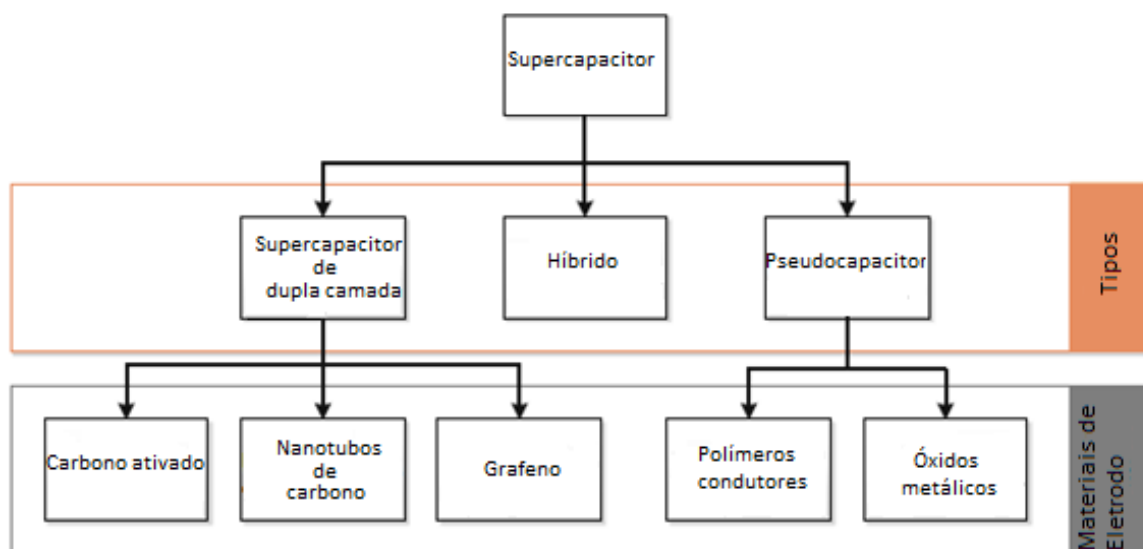 Supercapacitor
Supercapacitor
de
dupla camada
Híbrido
Pseudocapacitor
Tipos
Carbono ativado
Nanotubos
de
carbono
Grafeno
Polímeros
condutores
Óxidos
metálicos
Materiais de
Eletrodo